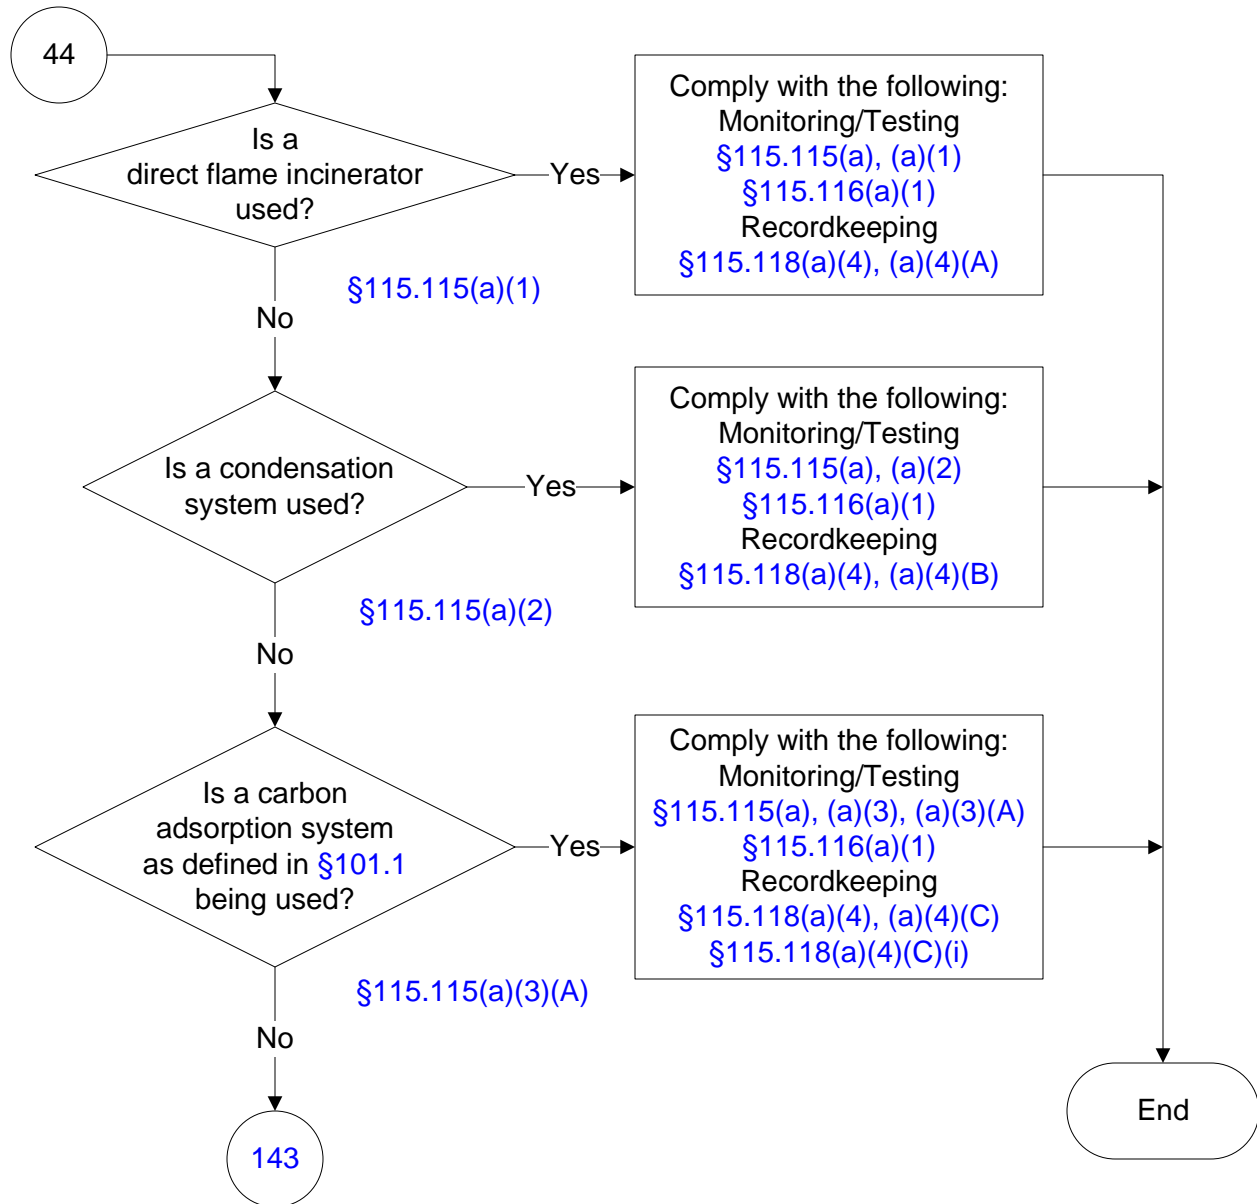 44
Is a
direct flame incinerator
used?
Yes
Comply with the following:
Monitoring/Testing
§115.115(a), (a)(1)
§115.116(a)(1)
Recordkeeping
§115.118(a)(4), (a)(4)(A)
§115.115(a)(1)
No
Is a condensation
system used?
Yes
Comply with the following:
Monitoring/Testing
§115.115(a), (a)(2)
§115.116(a)(1)
Recordkeeping
§115.118(a)(4), (a)(4)(B)
§115.115(a)(2)
No
Is a carbon
adsorption system
as defined in §101.1
being used?
Yes
Comply with the following:
Monitoring/Testing
§115.115(a), (a)(3), (a)(3)(A)
§115.116(a)(1)
Recordkeeping
§115.118(a)(4), (a)(4)(C)
§115.118(a)(4)(C)(i)
§115.115(a)(3)(A)
No
143
End